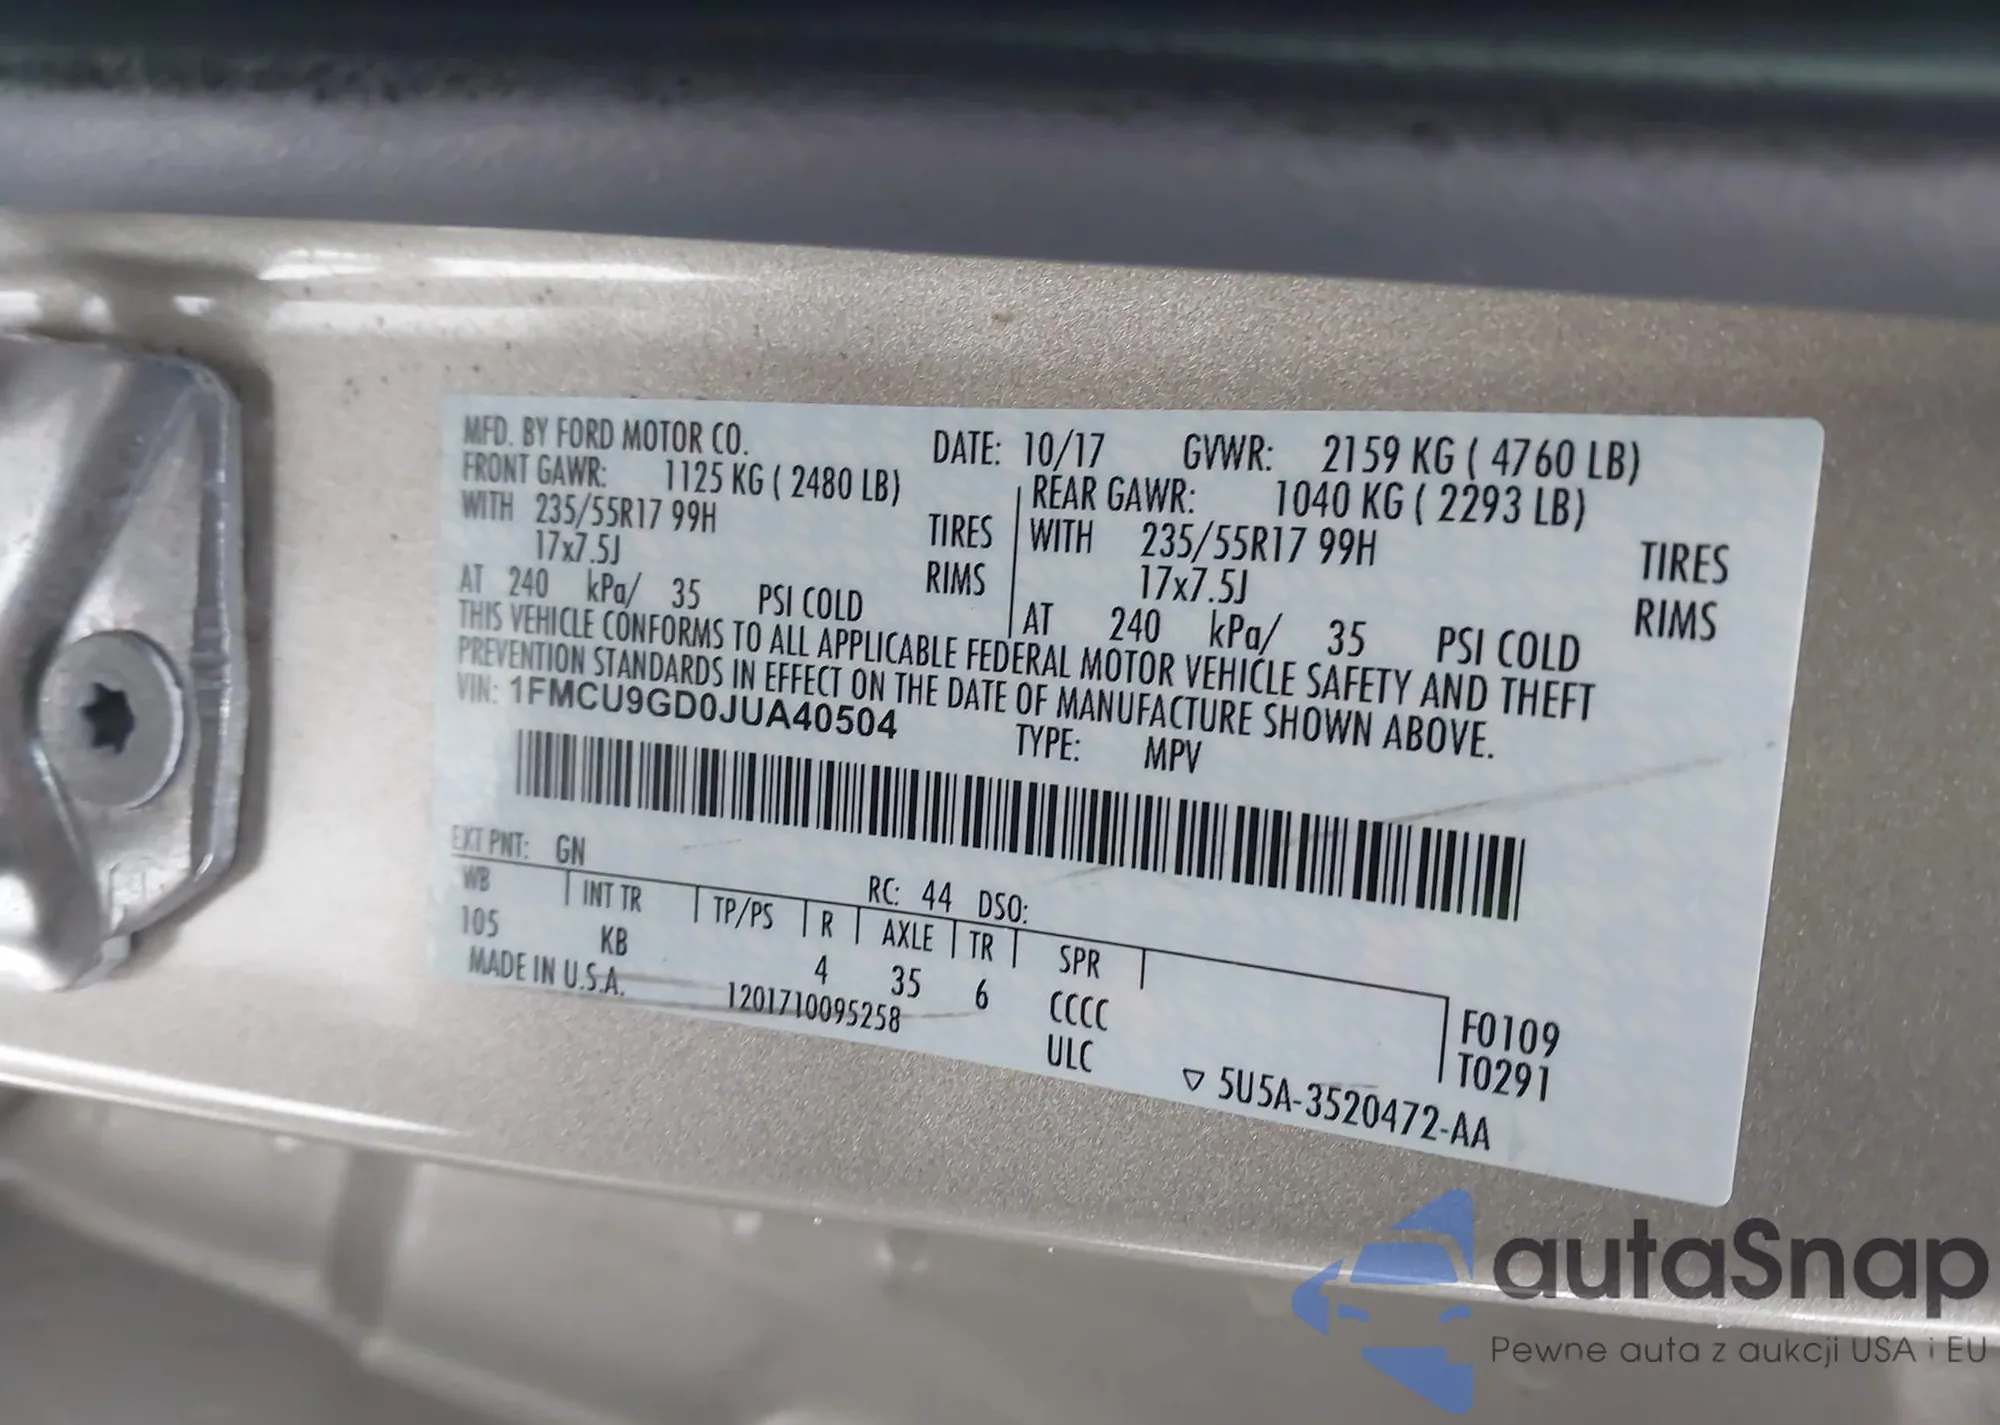 MFD. BY FORD MOTOR CO. DATE: 10/17 GVWR: 2159 KG ( 4760 LB)
FRONT GAWR: 1125 KG ( 2480 LB) REAR GAWR: 1040 KG ( 2293 LB)
WITH 235/55R17 99H TIRES WITH 235/55R17 99H TIRES
17x7.5J RIMS 17x7.5J RIMS
AT 240 kPa/ 35 PSI COLD AT 240 kPa/ 35 PSI COLD
THIS VEHICLE CONFORMS TO ALL APPLICABLE FEDERAL MOTOR VEHICLE SAFETY AND THEFT
PREVENTION STANDARDS IN EFFECT ON THE DATE OF MANUFACTURE SHOWN ABOVE.
VIN: 1FMCU9GD0JUA40504 TYPE: MPV
EXT PNT: GN RC: 44 DSO:
WB INT TR TP/PS R AXLE TR SPR
105 KB 4 35 6 CCCC F0109
MADE IN U.S.A. 1201710095258 ULC T0291
▽ 5U5A-3520472-AA
autaSnap
Pewne auta z aukcji USA i EU